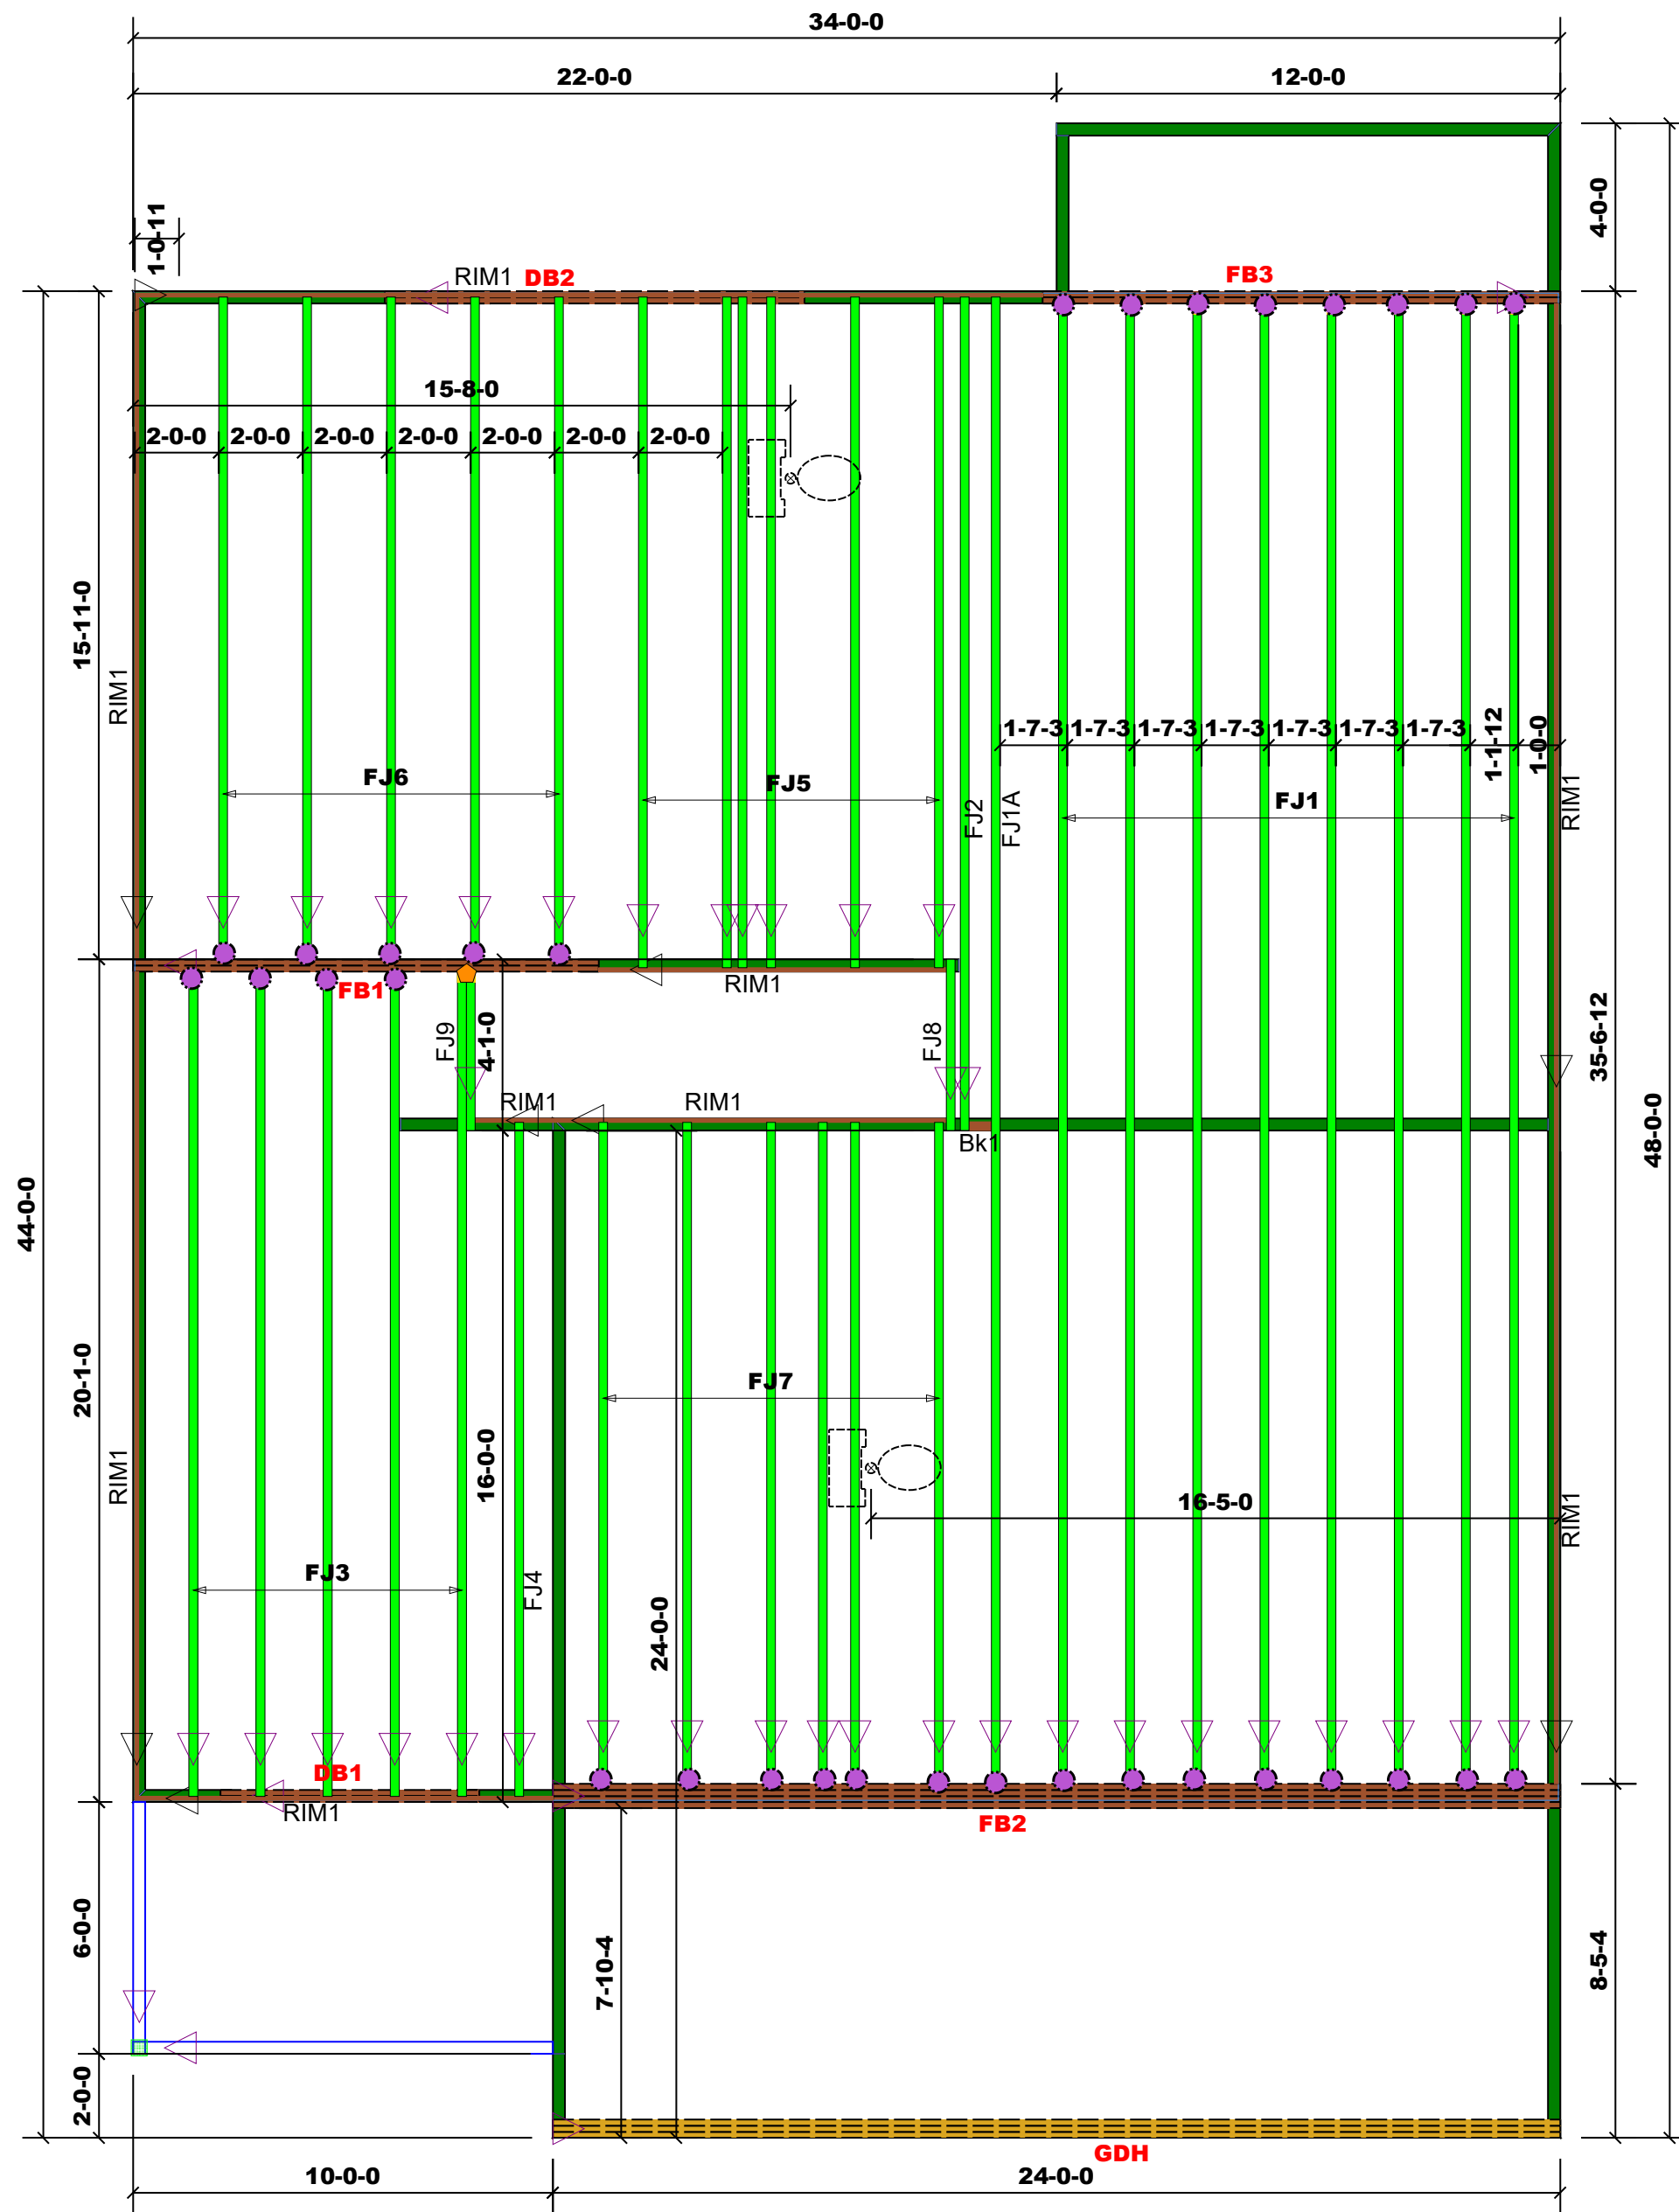 34-0-0
22-0-0
12-0-0
4-0-0
1-0-11
RIM1
DB2
FB3
15-8-0
2-0-0
2-0-0
2-0-0
2-0-0
2-0-0
2-0-0
2-0-0
15-11-0
RIM1
1-7-3
1-7-3
1-7-3
1-7-3
1-7-3
1-7-3
1-7-3
1-1-12
1-0-0
FJ6
FJ5
FJ2
FJ1A
FJ1
RIM1
FB1
RIM1
FJ9
4-1-0
FJ8
35-6-12
48-0-0
RIM1
RIM1
Bk1
44-0-0
20-1-0
FJ7
RIM1
16-0-0
16-5-0
RIM1
FJ3
FJ4
24-0-0
DB1
RIM1
FB2
6-0-0
7-10-4
8-5-4
2-0-0
GDH
10-0-0
24-0-0